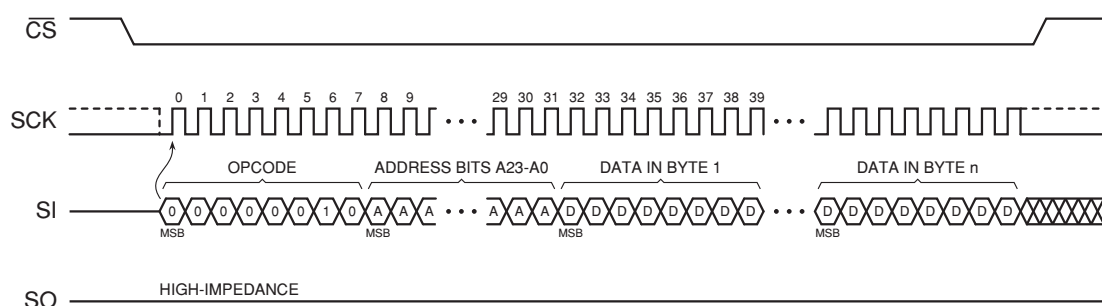 CS
0 1 2 3 4 5 6 7 8 9 29 30 31 32 33 34 35 36 37 38 39
SCK
OPCODE ADDRESS BITS A23-A0 DATA IN BYTE 1 DATA IN BYTE n
SI 0 0 0 0 0 0 1 0 A A A A A A D D D D D D D D D D D D D D D D
MSB MSB MSB MSB
HIGH-IMPEDANCE
SO